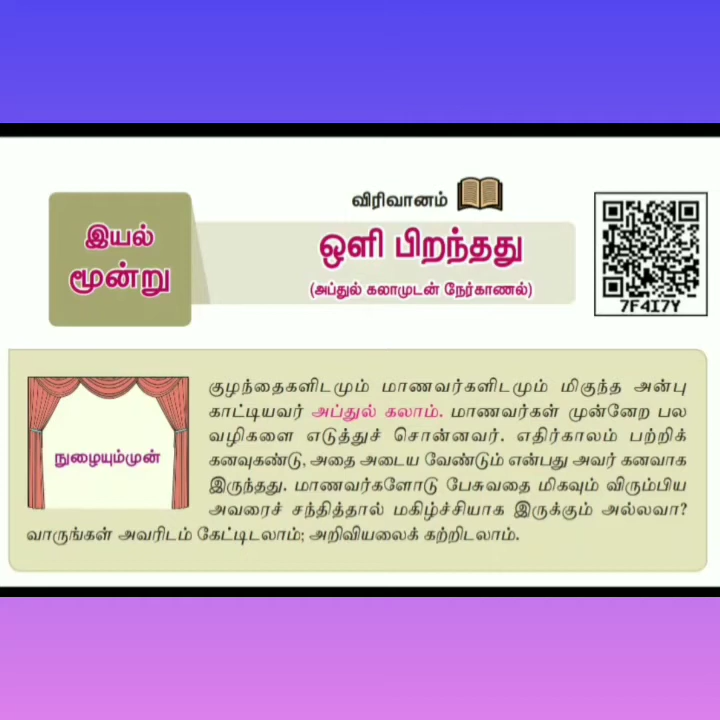 விரிவானம்
இயல்
மூன்று
ஒளி பிறந்தது
(அப்துல் கலாமுடன் நேர்காணல்)
7F4I7Y
நுழையும்முன்
குழந்தைகளிடமும் மாணவர்களிடமும் மிகுந்த அன்பு
காட்டியவர் அப்துல் கலாம். மாணவர்கள் முன்னேற பல
வழிகளை எடுத்துச் சொன்னவர். எதிர்காலம் பற்றிக்
கனவுகண்டு, அதை அடைய வேண்டும் என்பது அவர் கனவாக
இருந்தது. மாணவர்களோடு பேசுவதை மிகவும் விரும்பிய
அவரைச் சந்தித்தால் மகிழ்ச்சியாக இருக்கும் அல்லவா?
வாருங்கள் அவரிடம் கேட்டிடலாம்; அறிவியலைக் கற்றிடலாம்.